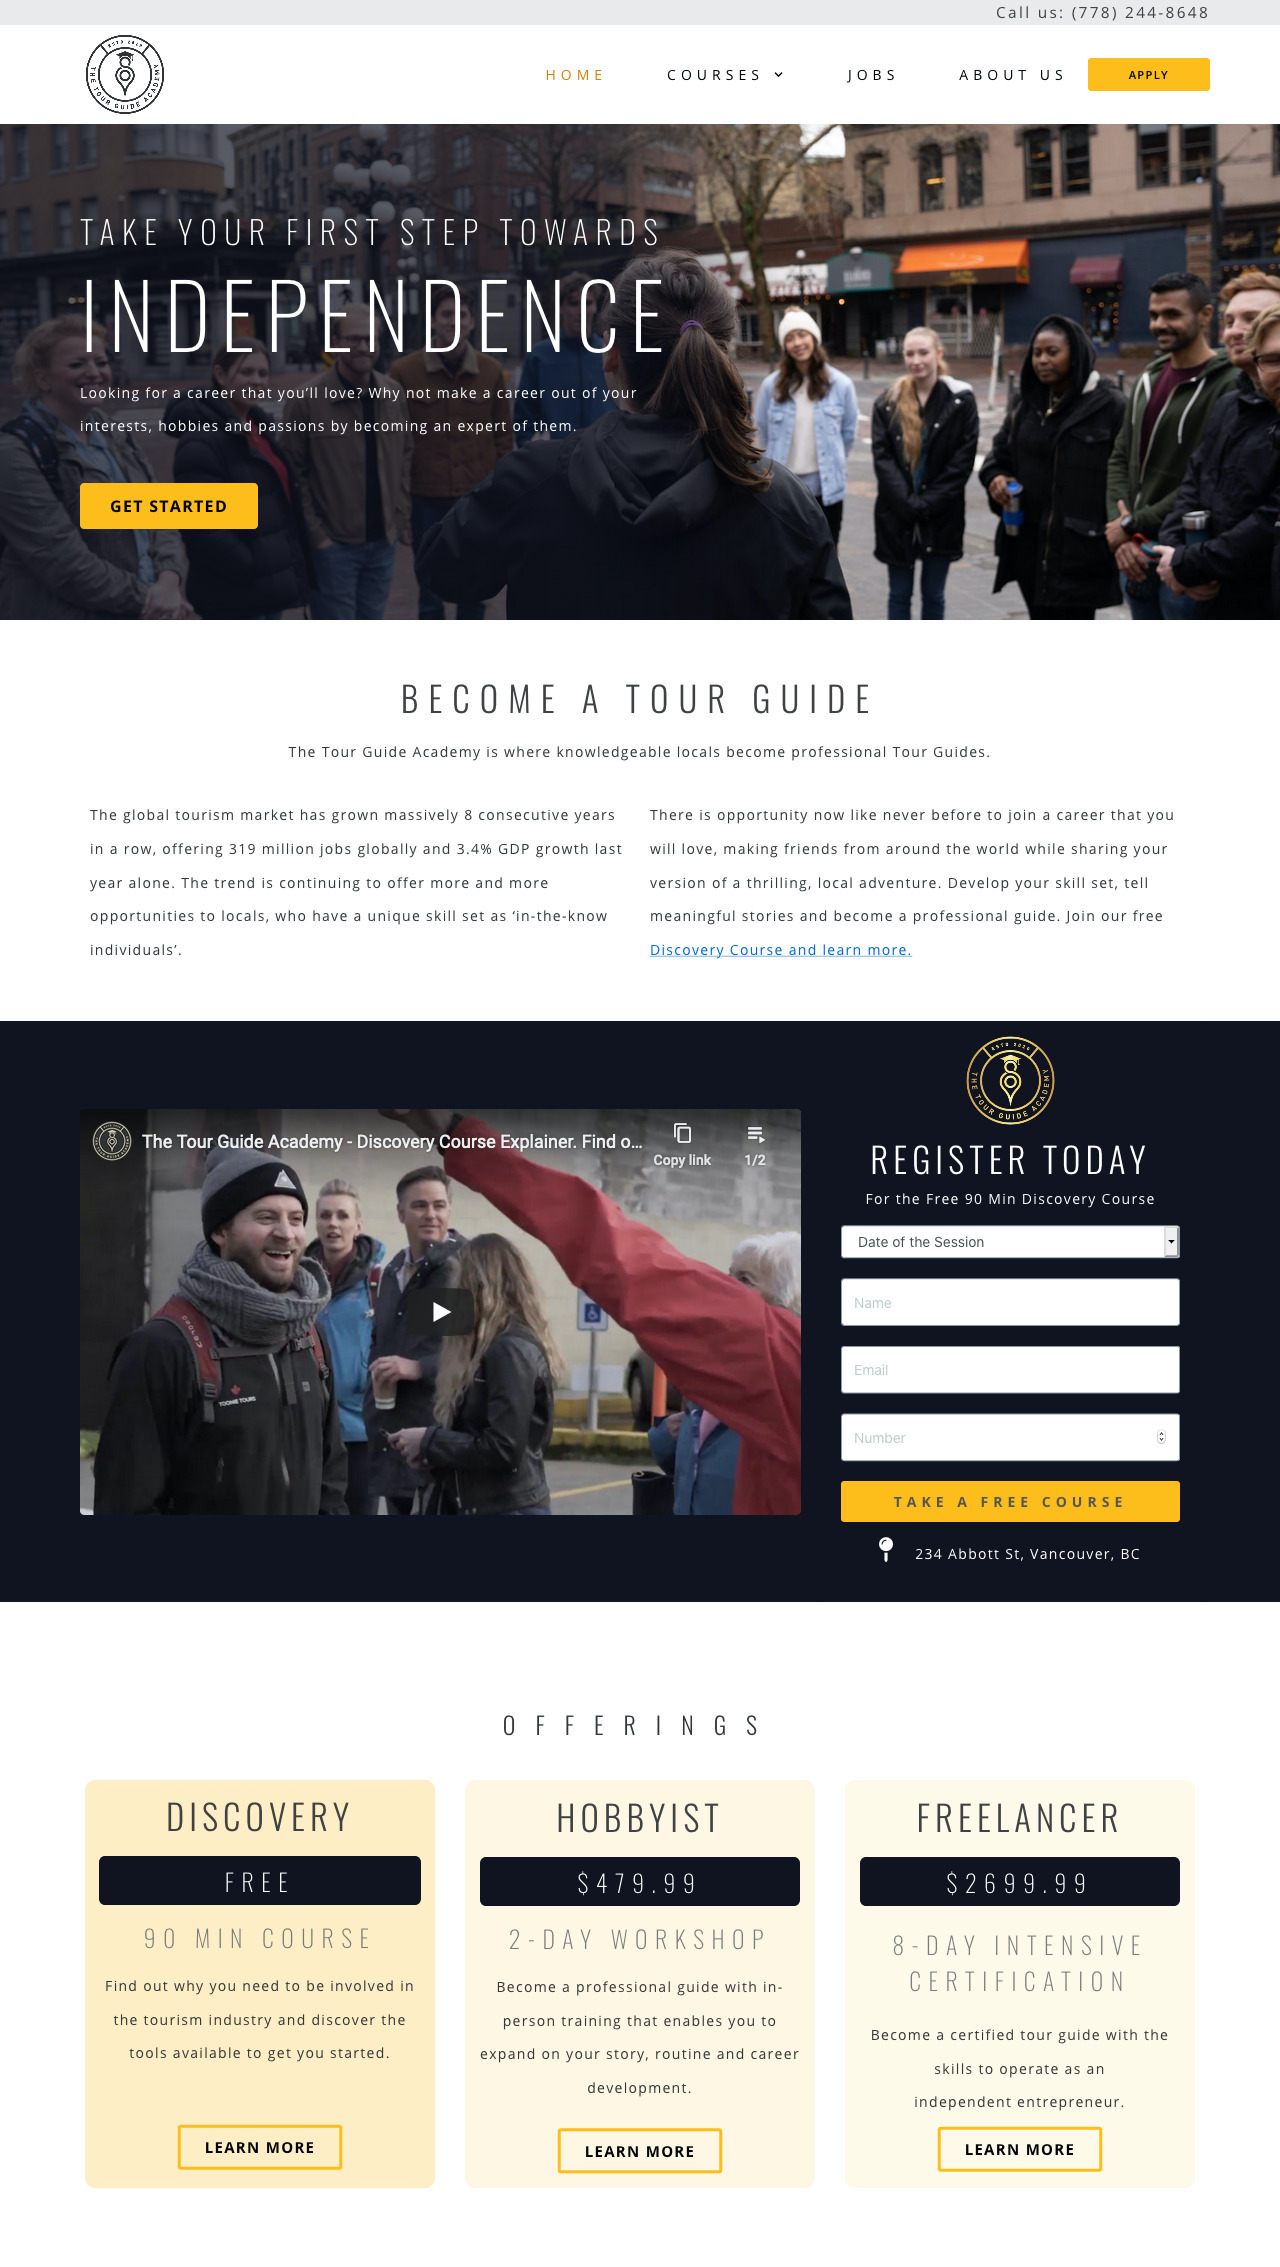 Call us: (778) 244-8648
ESTD 2020
THE TOUR GUIDE ACADEMY
HOME
COURSES
JOBS
ABOUT US
APPLY
TAKE YOUR FIRST STEP TOWARDS
INDEPENDENCE
Looking for a career that you'll love? Why not make a career out of your
interests, hobbies and passions by becoming an expert of them.
GET STARTED
BECOME A TOUR GUIDE
The Tour Guide Academy is where knowledgeable locals become professional Tour Guides.
The global tourism market has grown massively 8 consecutive years
in a row, offering 319 million jobs globally and 3.4% GDP growth last
year alone. The trend is continuing to offer more and more
opportunities to locals, who have a unique skill set as ‘in-the-know
individuals’.
There is opportunity now like never before to join a career that you
will love, making friends from around the world while sharing your
version of a thrilling, local adventure. Develop your skill set, tell
meaningful stories and become a professional guide. Join our free
Discovery Course and learn more.
The Tour Guide Academy - Discovery Course Explainer. Find o...
Copy link
1/2
TOONIE TOURS
ESTD 2020
THE TOUR GUIDE ACADEMY
REGISTER TODAY
For the Free 90 Min Discovery Course
Date of the Session
Name
Email
Number
TAKE A FREE COURSE
234 Abbott St, Vancouver, BC
OFFERINGS
DISCOVERY
FREE
90 MIN COURSE
Find out why you need to be involved in
the tourism industry and discover the
tools available to get you started.
LEARN MORE
HOBBYIST
$479.99
2-DAY WORKSHOP
Become a professional guide with in-
person training that enables you to
expand on your story, routine and career
development.
LEARN MORE
FREELANCER
$2699.99
8-DAY INTENSIVE
CERTIFICATION
Become a certified tour guide with the
skills to operate as an
independent entrepreneur.
LEARN MORE